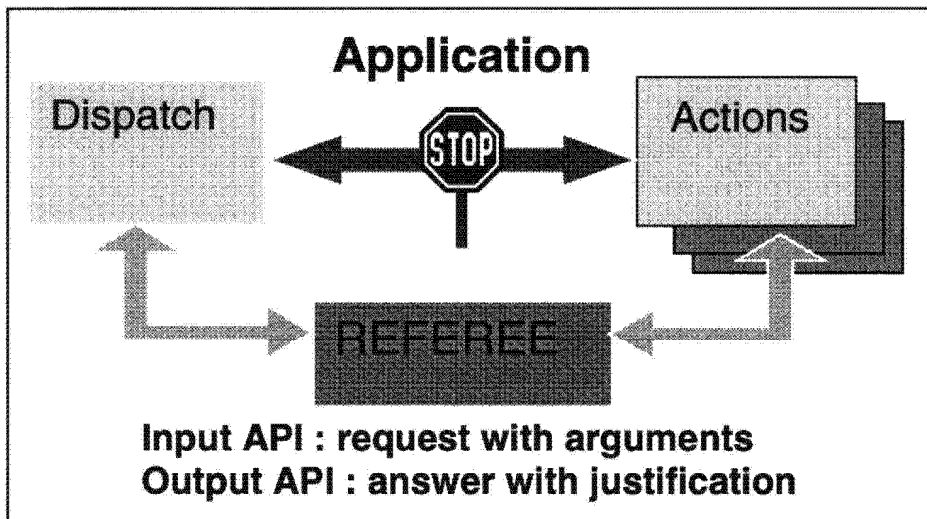 Application
Dispatch
STOP
Actions
REFEREE
Input API : request with arguments
Output API : answer with justification